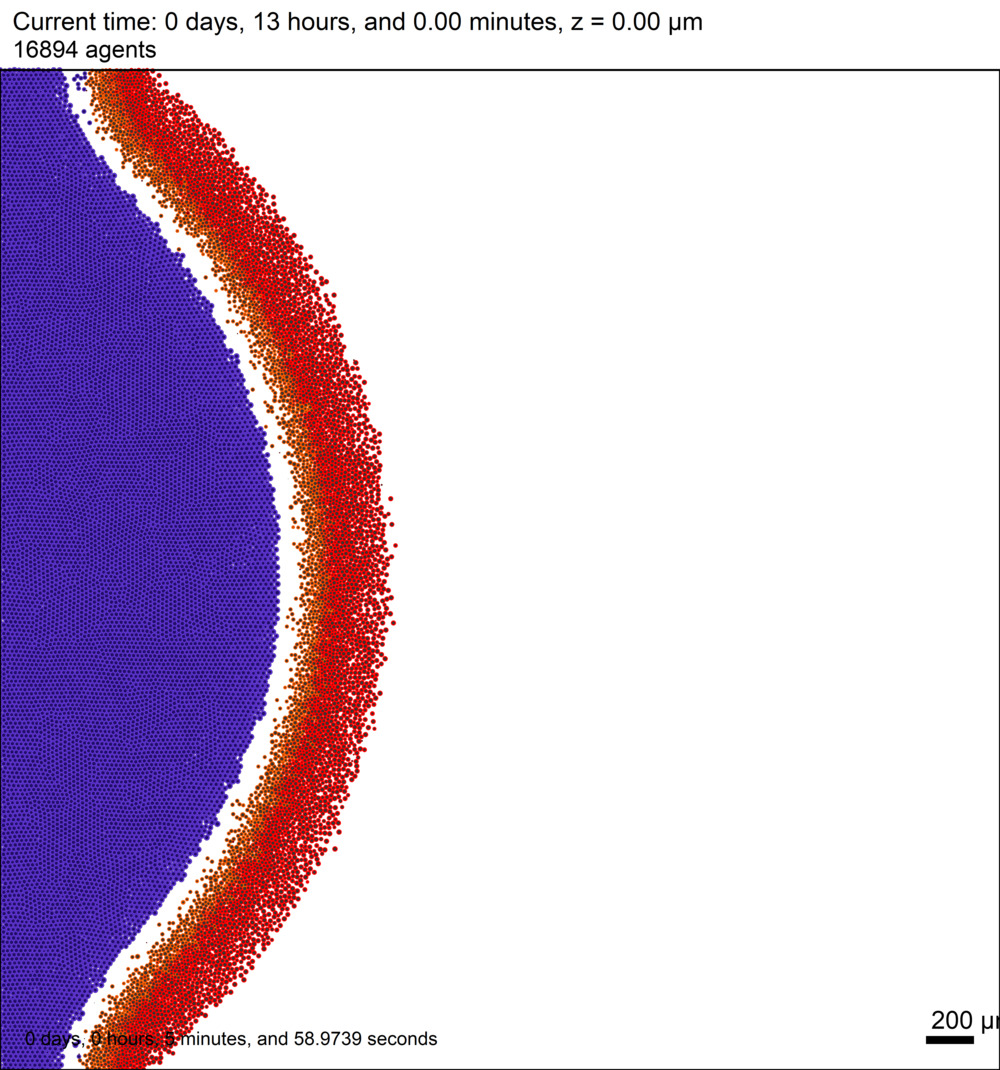 Current time: 0 days, 13 hours, and 0.00 minutes, z = 0.00 µm
16894 agents
0 days, 0 hours, 5 minutes, and 58.9739 seconds
200 µ